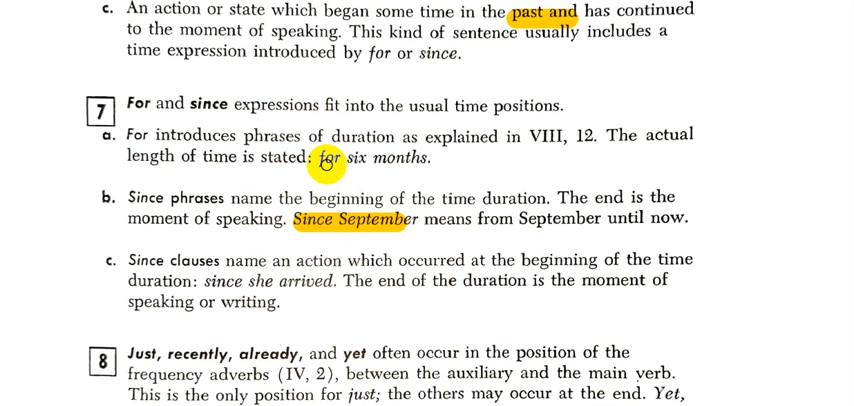 c. An action or state which began some time in the past and has continued
to the moment of speaking. This kind of sentence usually includes a
time expression introduced by for or since.
7 For and since expressions fit into the usual time positions.
a. For introduces phrases of duration as explained in VIII, 12. The actual
length of time is stated: for six months.
b. Since phrases name the beginning of the time duration. The end is the
moment of speaking. Since September means from September until now.
c. Since clauses name an action which occurred at the beginning of the time
duration: since she arrived. The end of the duration is the moment of
speaking or writing.
8 Just, recently, already, and yet often occur in the position of the
frequency adverbs (IV, 2), between the auxiliary and the main verb.
This is the only position for just; the others may occur at the end. Yet,